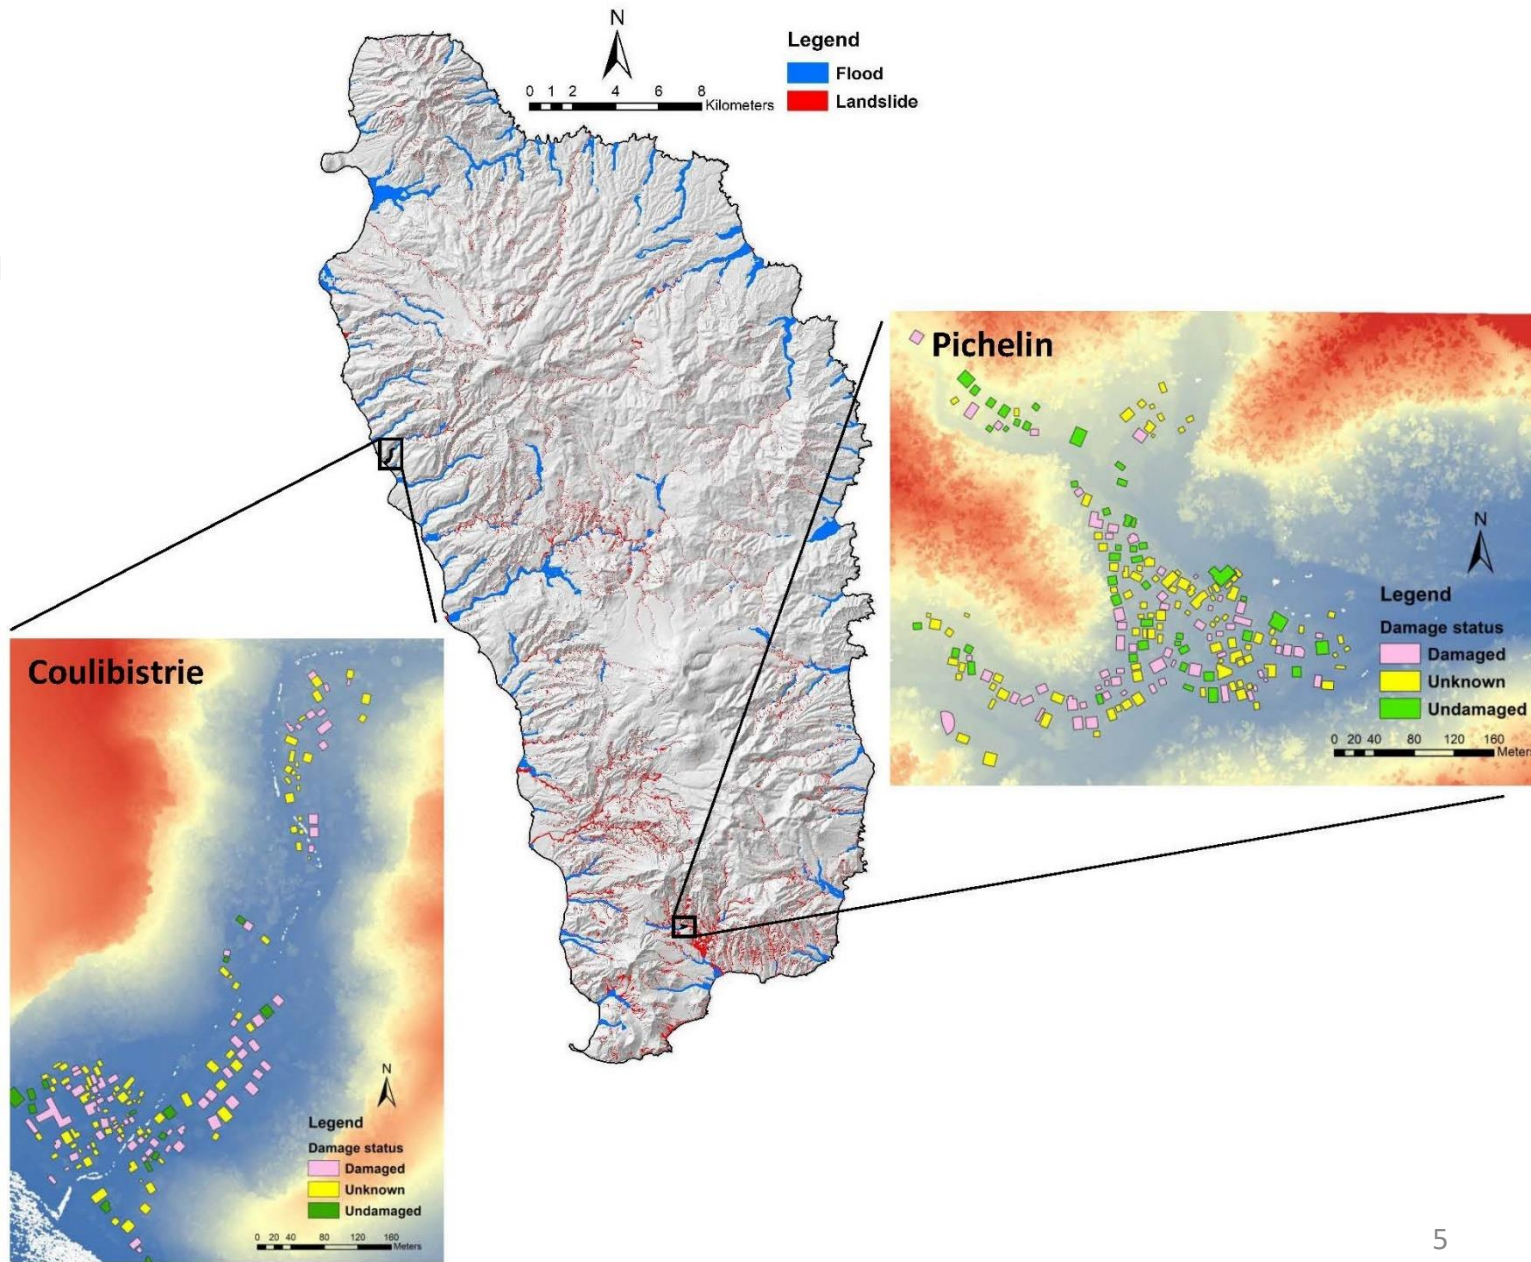 N
Legend
Flood
Landslide
0 1 2 4 6 8
Kilometers
Pichelin
N
Legend
Damage status
Damaged
Unknown
Undamaged
0 20 40 80 120 160
Meters
Coulibistrie
N
Legend
Damage status
Damaged
Unknown
Undamaged
0 20 40 80 120 160
Meters
5